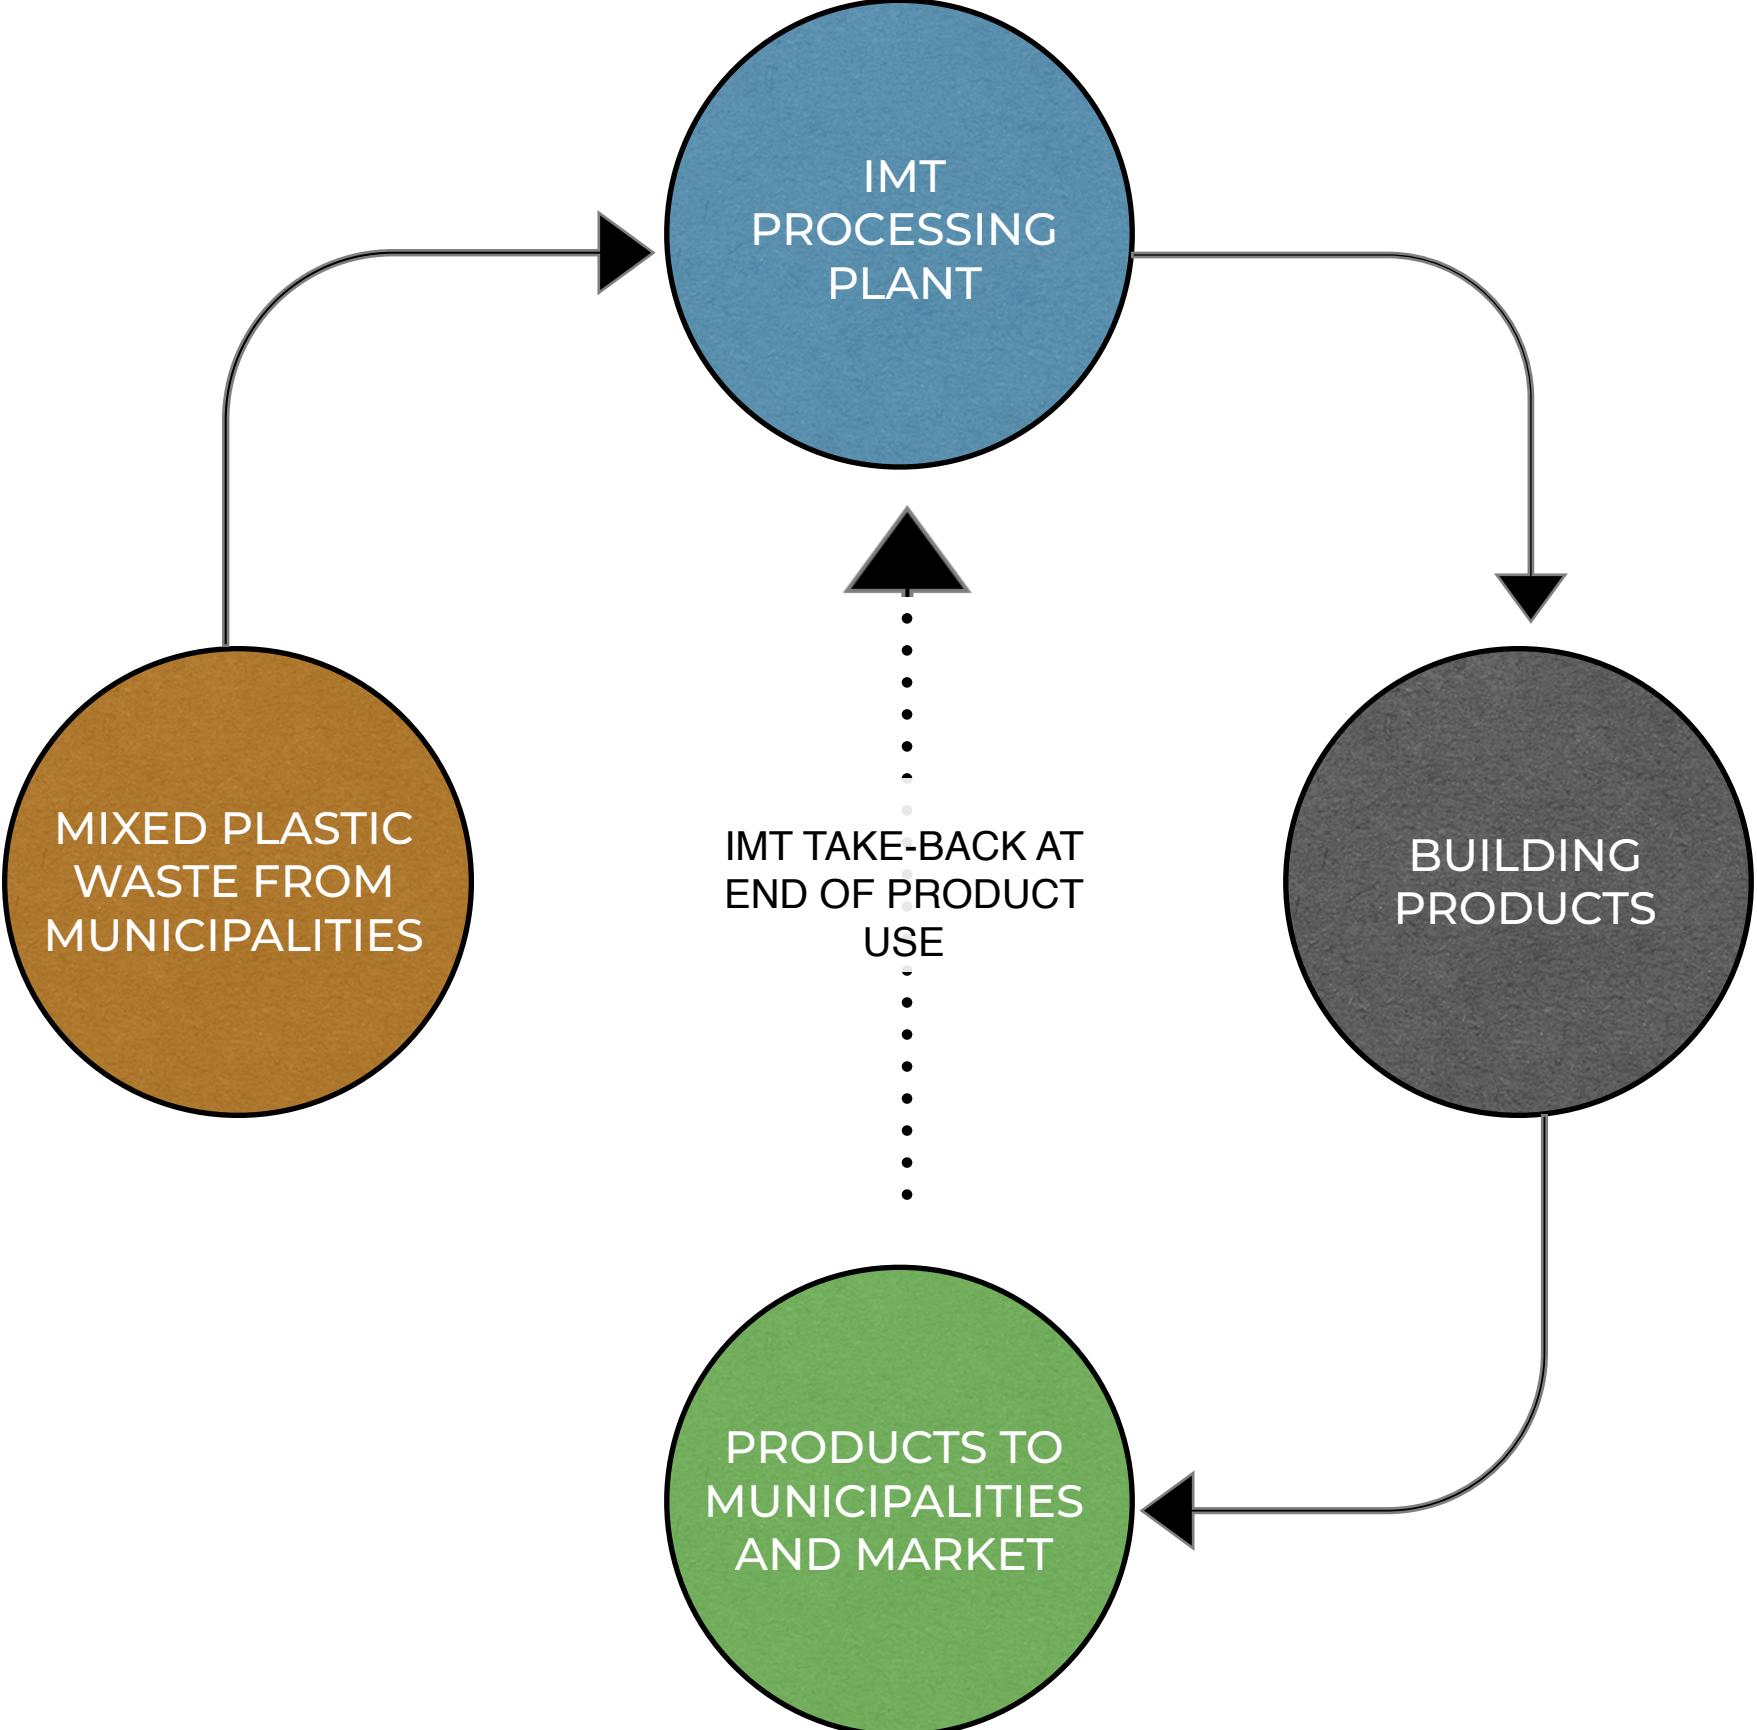 IMT
PROCESSING
PLANT
MIXED PLASTIC
WASTE FROM
MUNICIPALITIES
IMT TAKE-BACK AT
END OF PRODUCT
USE
BUILDING
PRODUCTS
PRODUCTS TO
MUNICIPALITIES
AND MARKET